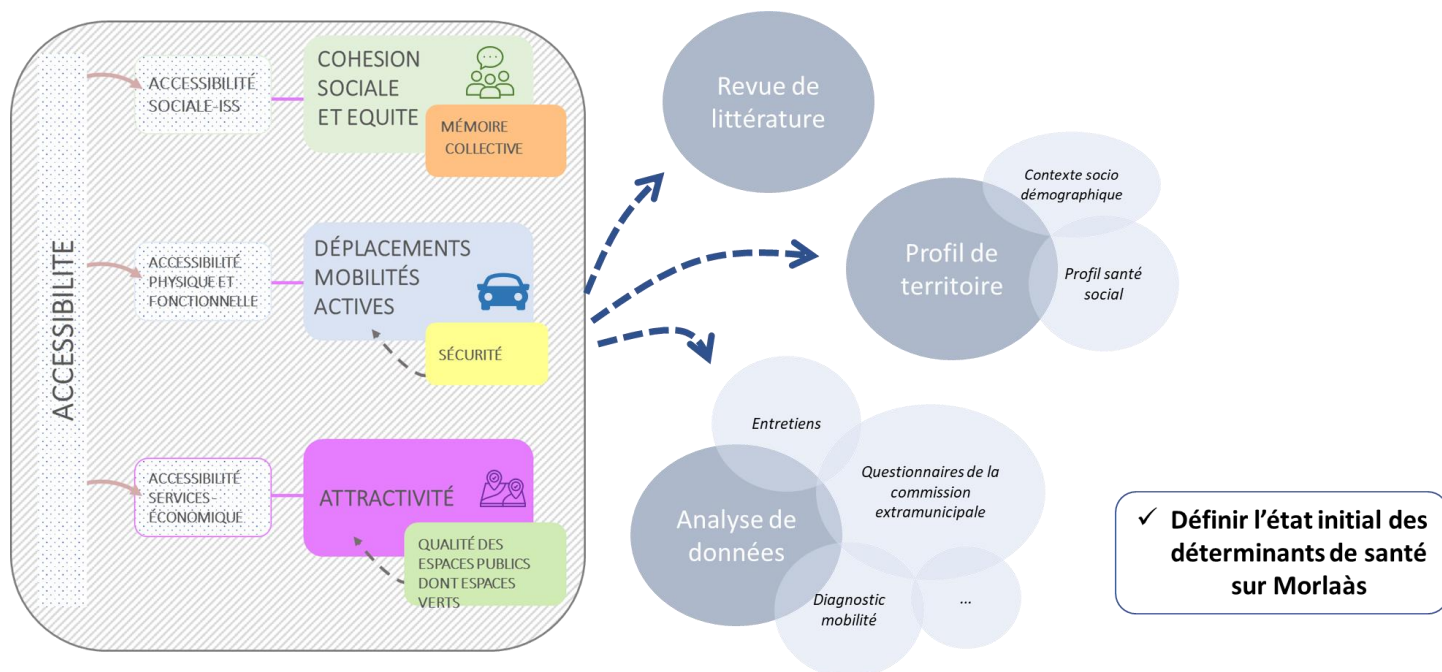 ACCESSIBILITE
ACCESSIBILITÉ
SOCIALE-ISS
COHESION
SOCIALE
ET EQUITE
MÉMOIRE
COLLECTIVE
ACCESSIBILITÉ
PHYSIQUE ET
FONCTIONNELLE
DÉPLACEMENTS
MOBILITÉS
ACTIVES
SÉCURITÉ
ACCESSIBILITÉ
SERVICES-
ÉCONOMIQUE
ATTRACTIVITÉ
QUALITÉ DES
ESPACES PUBLICS
DONT ESPACES
VERTS
Revue de
littérature
Contexte socio
démographique
Profil de
territoire
Profil santé
social
Entretiens
Questionnaires de la
commission
extramunicipale
Analyse de
données
Diagnostic
mobilité
...
✓ Définir l'état initial des
déterminants de santé
sur Morlaàs